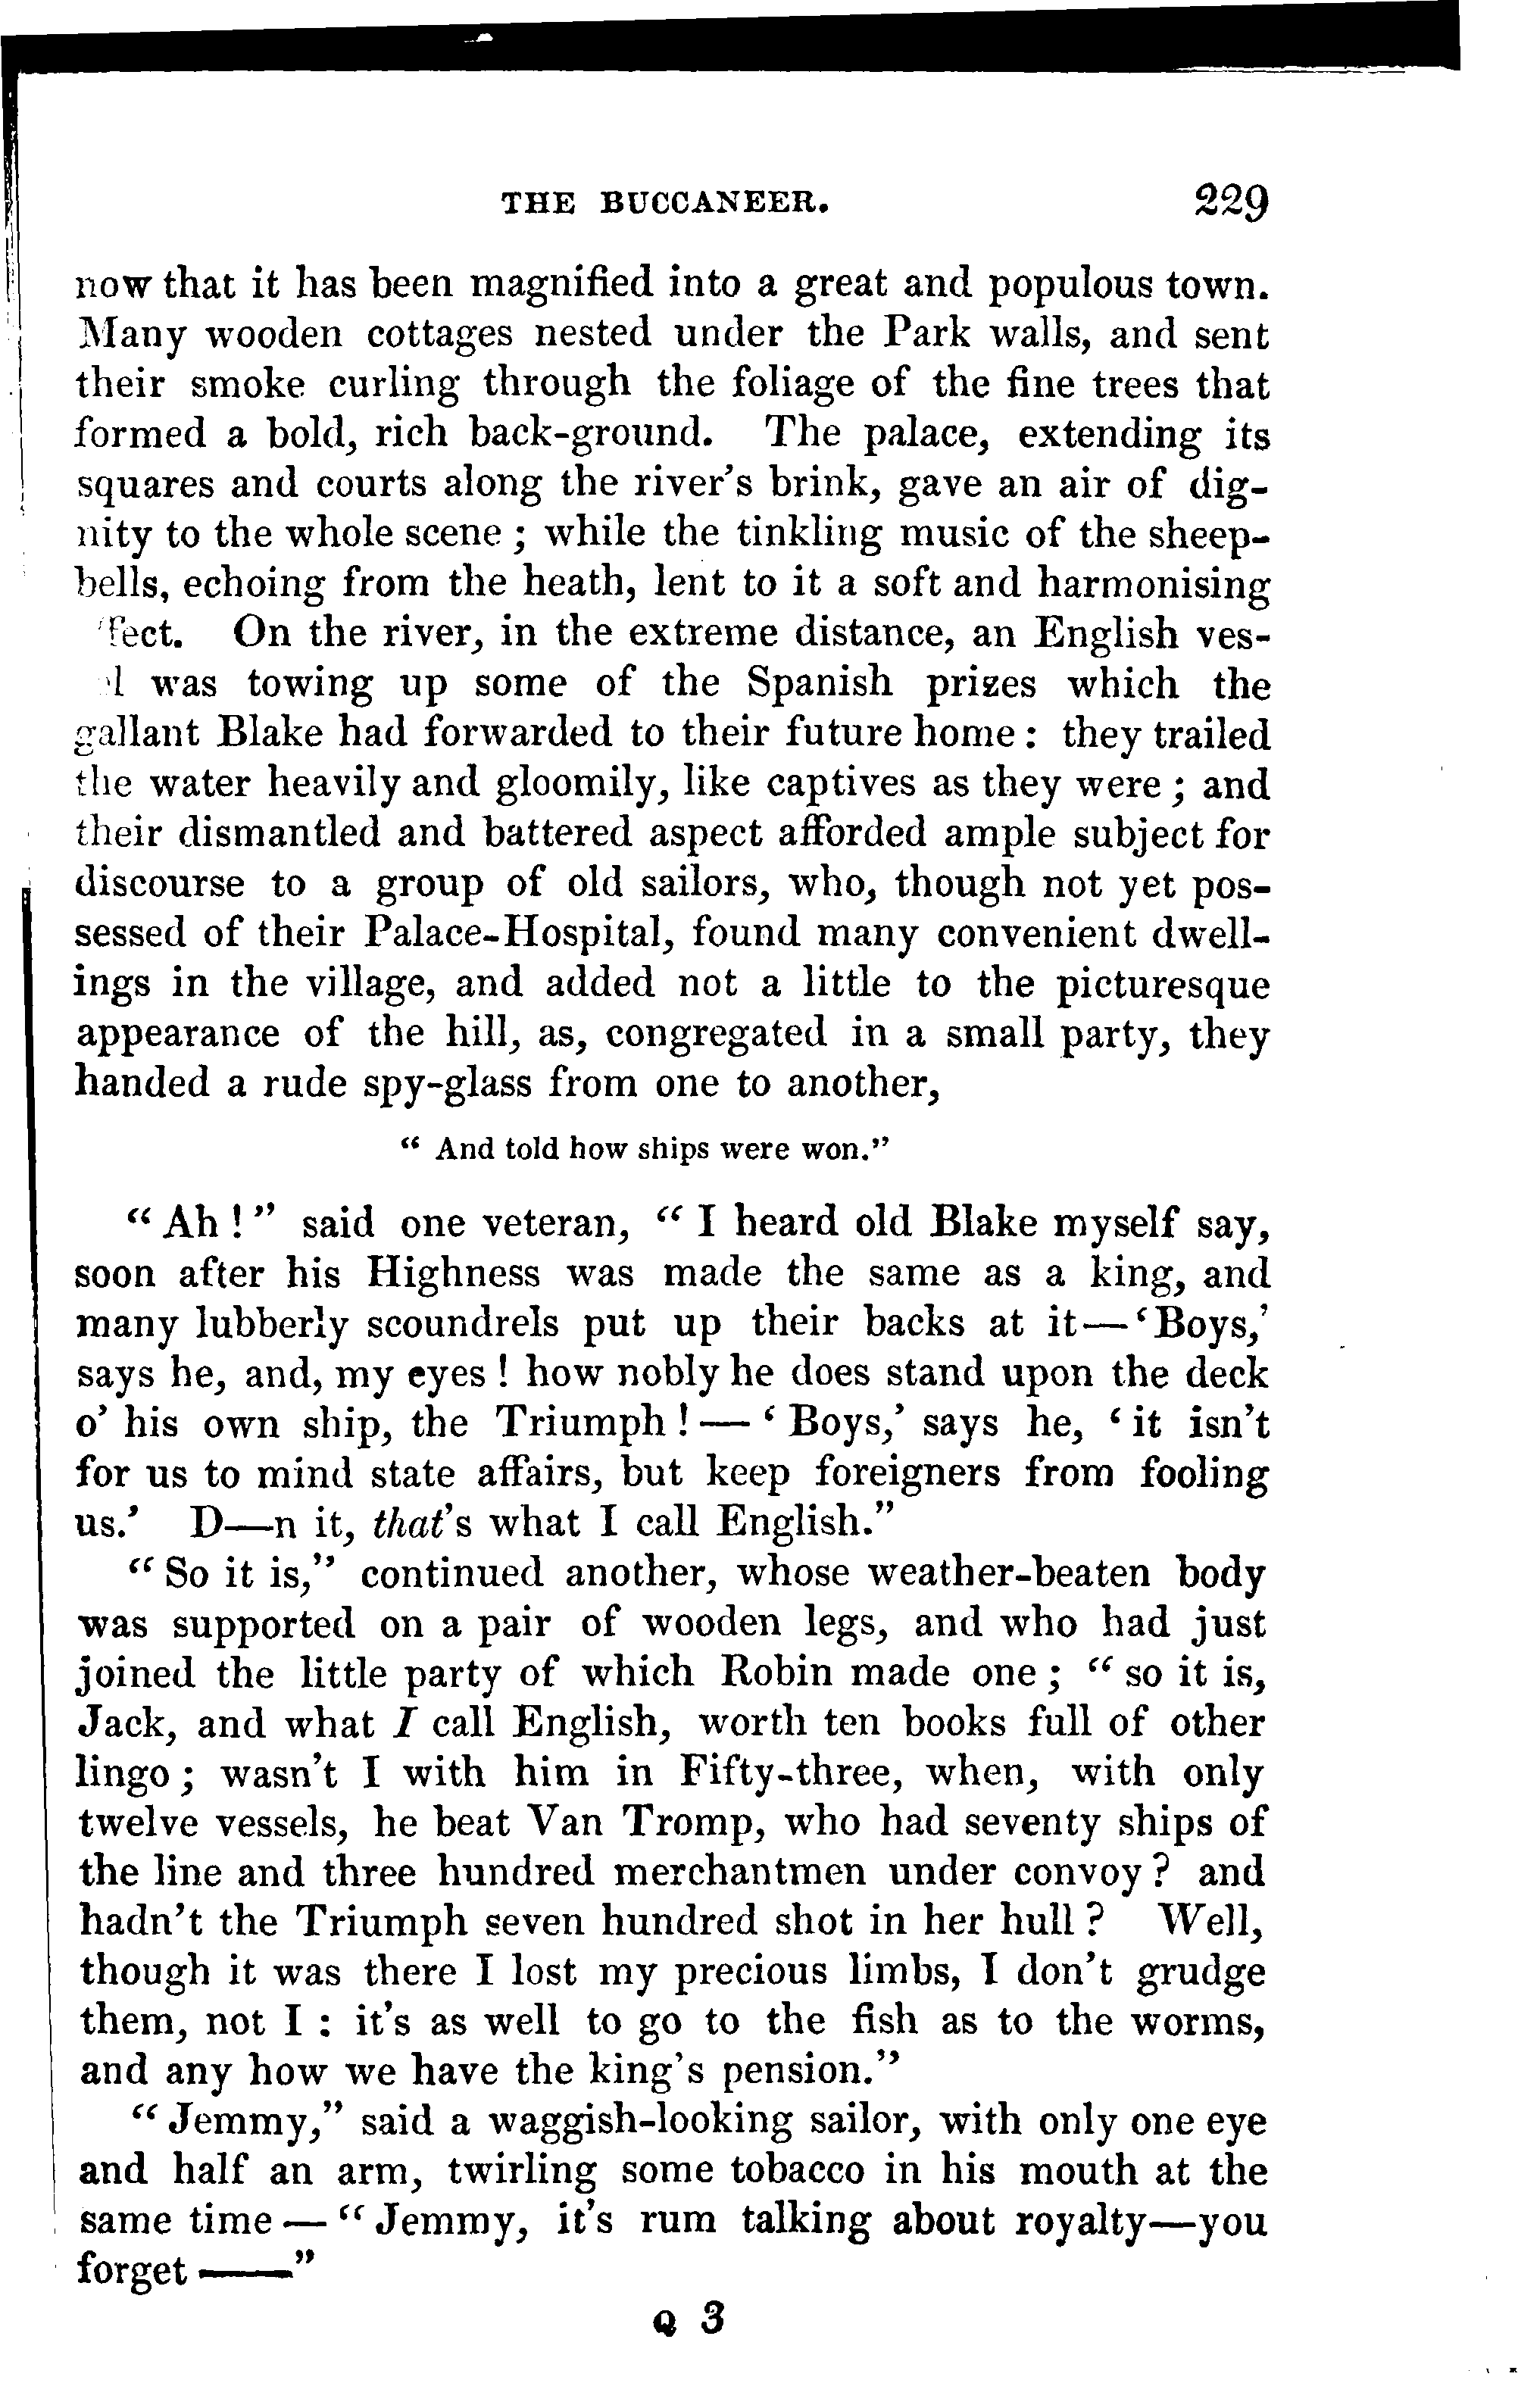 THE BUCCANEER. 229
now that it has been magnified into a great and populous town.
Many wooden cottages nested under the Park walls, and sent
their smoke curling through the foliage of the fine trees that
formed a bold, rich back-ground. The palace, extending its
squares and courts along the river's brink, gave an air of dig-
nity to the whole scene ; while the tinkling music of the sheep-
bells, echoing from the heath, lent to it a soft and harmonising
fect. On the river, in the extreme distance, an English ves-
l was towing up some of the Spanish prizes which the
gallant Blake had forwarded to their future home : they trailed
the water heavily and gloomily, like captives as they were ; and
their dismantled and battered aspect afforded ample subject for
discourse to a group of old sailors, who, though not yet pos-
sessed of their Palace-Hospital, found many convenient dwell-
ings in the village, and added not a little to the picturesque
appearance of the hill, as, congregated in a small party, they
handed a rude spy-glass from one to another,
“ And told how ships were won.”
“ Ah ! ” said one veteran, “ I heard old Blake myself say,
soon after his Highness was made the same as a king, and
many lubberly scoundrels put up their backs at it—‘Boys,’
says he, and, my eyes ! how nobly he does stand upon the deck
o’ his own ship, the Triumph ! — ‘ Boys,’ says he, ‘ it isn't
for us to mind state affairs, but keep foreigners from fooling
us.’ D—n it, that's what I call English.”
“ So it is,” continued another, whose weather-beaten body
was supported on a pair of wooden legs, and who had just
joined the little party of which Robin made one ; “ so it is,
Jack, and what I call English, worth ten books full of other
lingo ; wasn't I with him in Fifty-three, when, with only
twelve vessels, he beat Van Tromp, who had seventy ships of
the line and three hundred merchantmen under convoy ? and
hadn't the Triumph seven hundred shot in her hull ? Well,
though it was there I lost my precious limbs, I don't grudge
them, not I : it's as well to go to the fish as to the worms,
and any how we have the king's pension.”
“ Jemmy,” said a waggish-looking sailor, with only one eye
and half an arm, twirling some tobacco in his mouth at the
same time — “ Jemmy, it's rum talking about royalty—you
forget ——”
Q 3